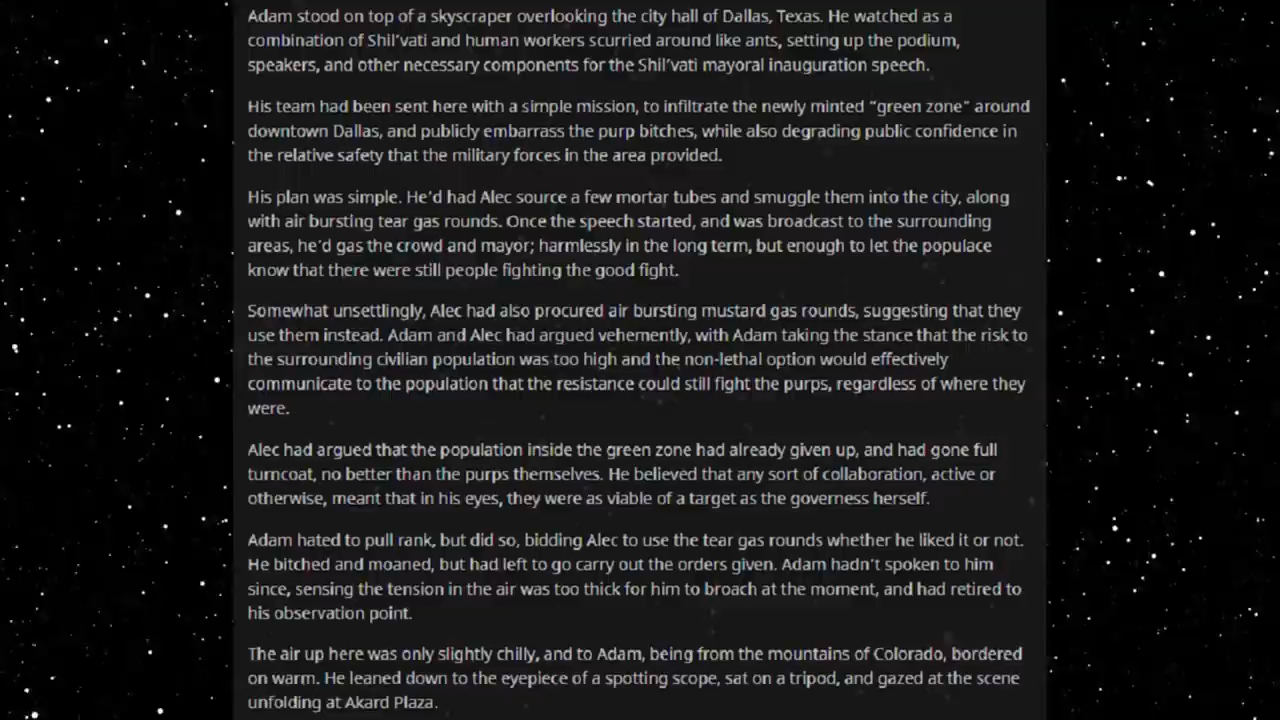 Adam stood on top of a skyscraper overlooking the city hall of Dallas, Texas. He watched as a
combination of Shil'vati and human workers scurried around like ants, setting up the podium,
speakers, and other necessary components for the Shil'vati mayoral inauguration speech.
His team had been sent here with a simple mission, to infiltrate the newly minted “green zone” around
downtown Dallas, and publicly embarrass the purp bitches, while also degrading public confidence in
the relative safety that the military forces in the area provided.
His plan was simple. He'd had Alec source a few mortar tubes and smuggle them into the city, along
with air bursting tear gas rounds. Once the speech started, and was broadcast to the surrounding
areas, he'd gas the crowd and mayor; harmlessly in the long term, but enough to let the populace
know that there were still people fighting the good fight.
Somewhat unsettlingly, Alec had also procured air bursting mustard gas rounds, suggesting that they
use them instead. Adam and Alec had argued vehemently, with Adam taking the stance that the risk to
the surrounding civilian population was too high and the non-lethal option would effectively
communicate to the population that the resistance could still fight the purps, regardless of where they
were.
Alec had argued that the population inside the green zone had already given up, and had gone full
turncoat, no better than the purps themselves. He believed that any sort of collaboration, active or
otherwise, meant that in his eyes, they were as viable of a target as the governess herself.
Adam hated to pull rank, but did so, bidding Alec to use the tear gas rounds whether he liked it or not.
He bitched and moaned, but had left to go carry out the orders given. Adam hadn't spoken to him
since, sensing the tension in the air was too thick for him to broach at the moment, and had retired to
his observation point.
The air up here was only slightly chilly, and to Adam, being from the mountains of Colorado, bordered
on warm. He leaned down to the eyepiece of a spotting scope, sat on a tripod, and gazed at the scene
unfolding at Akard Plaza.